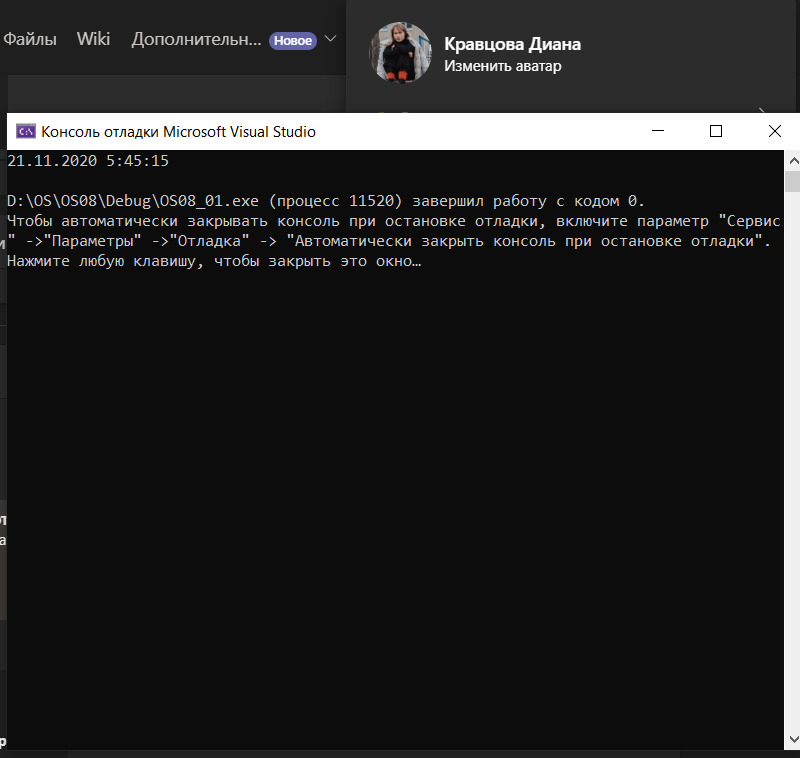 Файлы Wiki Дополнительн... Новое
Кравцова Диана
Изменить аватар
C:\ Консоль отладки Microsoft Visual Studio
21.11.2020 5:45:15
D:\OS\OS08\Debug\OS08_01.exe (процесс 11520) завершил работу с кодом 0.
Чтобы автоматически закрывать консоль при остановке отладки, включите параметр "Сервис
" ->"Параметры" ->"Отладка" -> "Автоматически закрыть консоль при остановке отладки".
Нажмите любую клавишу, чтобы закрыть это окно…